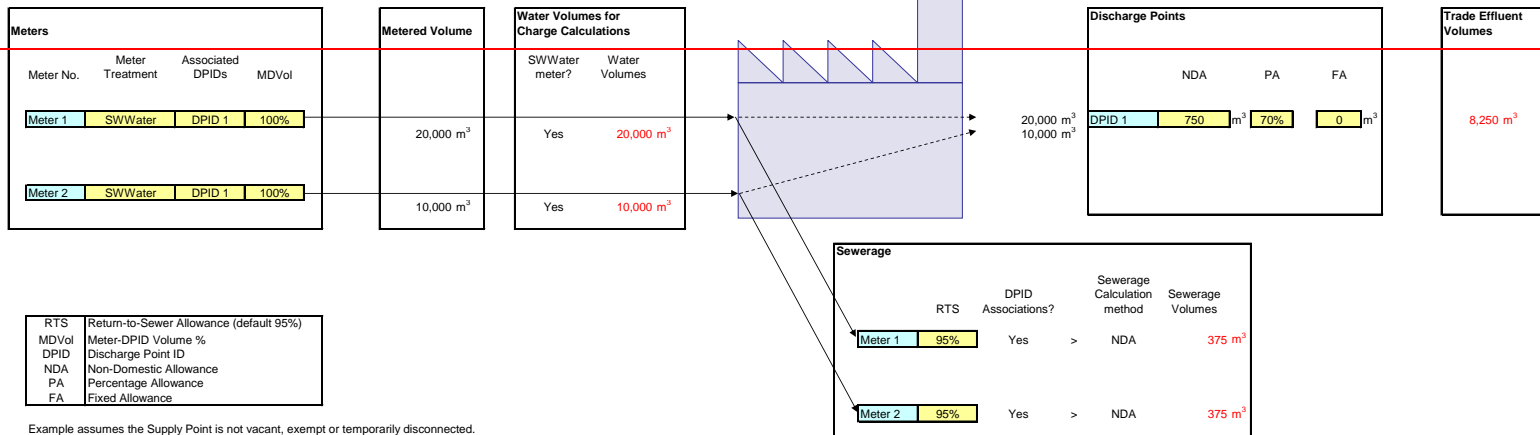 Meters
Meter No. Meter Treatment Associated DPIDs MDVol
Meter 1 SWWater DPID 1 100%
Meter 2 SWWater DPID 1 100%
Metered Volume
20,000 m³
10,000 m³
Water Volumes for
Charge Calculations
SWWater meter? Water Volumes
Yes 20,000 m³
Yes 10,000 m³
20,000 m³
10,000 m³
Discharge Points
NDA PA FA
DPID 1 750 m³ 70% 0 m³
Trade Effluent
Volumes
8,250 m³
Sewerage
RTS DPID Associations? Sewerage Calculation method Sewerage Volumes
Meter 1 95% Yes > NDA 375 m³
Meter 2 95% Yes > NDA 375 m³
RTS Return-to-Sewer Allowance (default 95%)
MDVol Meter-DPID Volume %
DPID Discharge Point ID
NDA Non-Domestic Allowance
PA Percentage Allowance
FA Fixed Allowance
Example assumes the Supply Point is not vacant, exempt or temporarily disconnected.